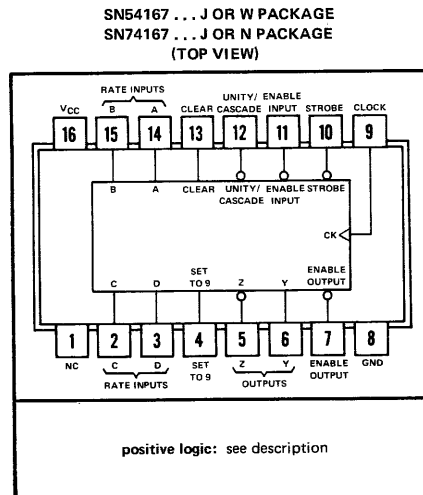 SN54167 . . . J OR W PACKAGE
SN74167 . . . J OR N PACKAGE
(TOP VIEW)
RATE INPUTS
UNITY/ ENABLE
VCC B A CLEAR CASCADE INPUT STROBE CLOCK
16 15 14 13 12 11 10 9
B A CLEAR UNITY/ ENABLE STROBE
CASCADE INPUT
CK
SET ENABLE
C D TO 9 Z Y OUTPUT
1 2 3 4 5 6 7 8
NC C D SET Z Y ENABLE GND
RATE INPUTS TO 9 OUTPUTS OUTPUT
positive logic: see description